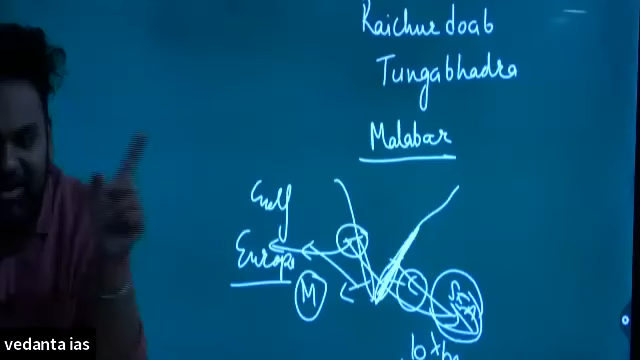 Raichur doab
Tungabhadra
Malabar
Gulf
Europe
M
vedanta ias